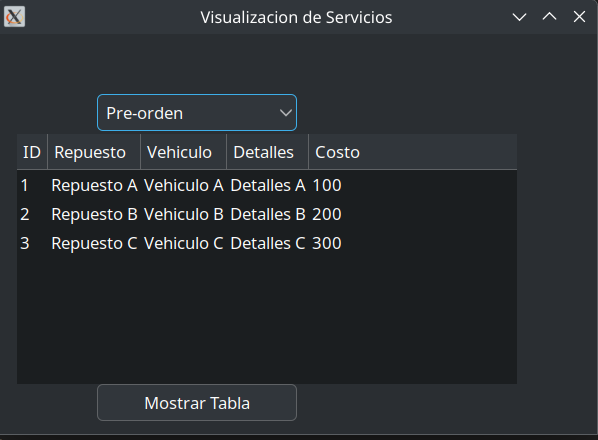 Visualizacion de Servicios
Pre-orden
ID Repuesto Vehiculo Detalles Costo
1 Repuesto A Vehiculo A Detalles A 100
2 Repuesto B Vehiculo B Detalles B 200
3 Repuesto C Vehiculo C Detalles C 300
Mostrar Tabla